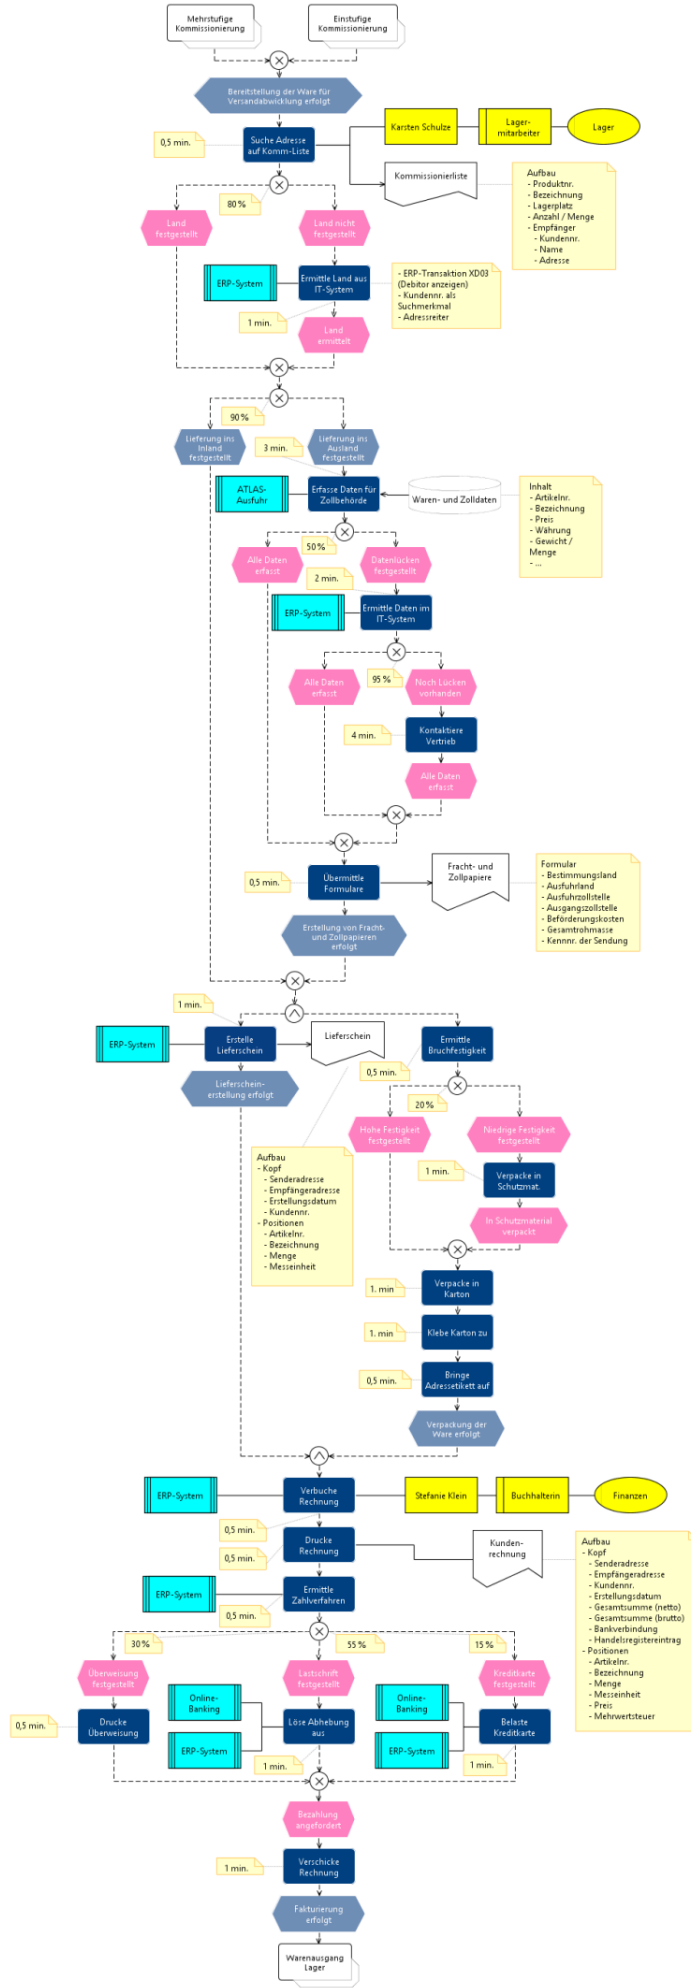 Mehrstufige
Kommissionierung
Einstufige
Kommissionierung
Bereitstellung der Ware für
Versandabwicklung erfolgt
0,5 min.
Suche Adresse
auf Komm-Liste
Karsten Schulze
Lager-
mitarbeiter
Lager
Kommissionierliste
Aufbau
- Produktnr.
- Bezeichnung
- Lagerplatz
- Anzahl / Menge
- Empfänger
- Kundennr.
- Name
- Adresse
80%
Land
festgestellt
Land nicht
festgestellt
ERP-System
Ermittle Land aus
IT-System
- ERP-Transaktion XD03
(Debitor anzeigen)
- Kundennr. als
Suchmerkmal
- Adressreiter
1 min.
Land
ermittelt
90%
Lieferung ins
Inland
festgestellt
3 min.
Lieferung ins
Ausland
festgestellt
ATLAS-
Ausfuhr
Erfasse Daten für
Zollbehörde
Waren- und Zolldaten
Inhalt
- Artikelnr.
- Bezeichnung
- Preis
- Währung
- Gewicht /
Menge
- ...
50%
Alle Daten
erfasst
Datenlücken
festgestellt
2 min.
ERP-System
Ermittle Daten im
IT-System
Alle Daten
erfasst
95%
Noch Lücken
vorhanden
4 min.
Kontaktiere
Vertrieb
Alle Daten
erfasst
0,5 min.
Übermittle
Formulare
Fracht- und
Zollpapiere
Formular
- Bestimmungsland
- Ausfuhrland
- Ausfuhrzollstelle
- Ausgangszollstelle
- Beförderungskosten
- Gesamtrohmasse
- Kennnr. der Sendung
Erstellung von Fracht-
und Zollpapieren
erfolgt
1 min.
ERP-System
Erstelle
Lieferschein
Lieferschein
Ermittle
Bruchfestigkeit
0,5 min.
Lieferschein-
erstellung erfolgt
20%
Hohe Festigkeit
festgestellt
Niedrige Festigkeit
festgestellt
Aufbau
- Kopf
- Senderadresse
- Empfängeradresse
- Erstellungsdatum
- Kundennr.
- Positionen
- Artikelnr.
- Bezeichnung
- Menge
- Messeinheit
1 min.
Verpacke in
Schutzmat.
In Schutzmaterial
verpackt
1. min
Verpacke in
Karton
1. min
Klebe Karton zu
0,5 min.
Bringe
Adressetikett auf
Verpackung der
Ware erfolgt
ERP-System
Verbuche
Rechnung
Stefanie Klein
Buchhalterin
Finanzen
0,5 min.
0,5 min.
Drucke
Rechnung
Kunden-
rechnung
Aufbau
- Kopf
- Senderadresse
- Empfängeradresse
- Kundennr.
- Erstellungsdatum
- Gesamtsumme (netto)
- Gesamtsumme (brutto)
- Bankverbindung
- Handelsregistereintrag
- Positionen
- Artikelnr.
- Bezeichnung
- Menge
- Messeinheit
- Preis
- Mehrwertsteuer
ERP-System
Ermittle
Zahlverfahren
0,5 min.
30%
55%
15%
Überweisung
festgestellt
Lastschrift
festgestellt
Kreditkarte
festgestellt
0,5 min.
Drucke
Überweisung
Online-
Banking
ERP-System
Löse Abhebung
aus
1 min.
Online-
Banking
ERP-System
Belaste
Kreditkarte
1 min.
Bezahlung
angefordert
1 min.
Verschicke
Rechnung
Fakturierung
erfolgt
Warenausgang
Lager